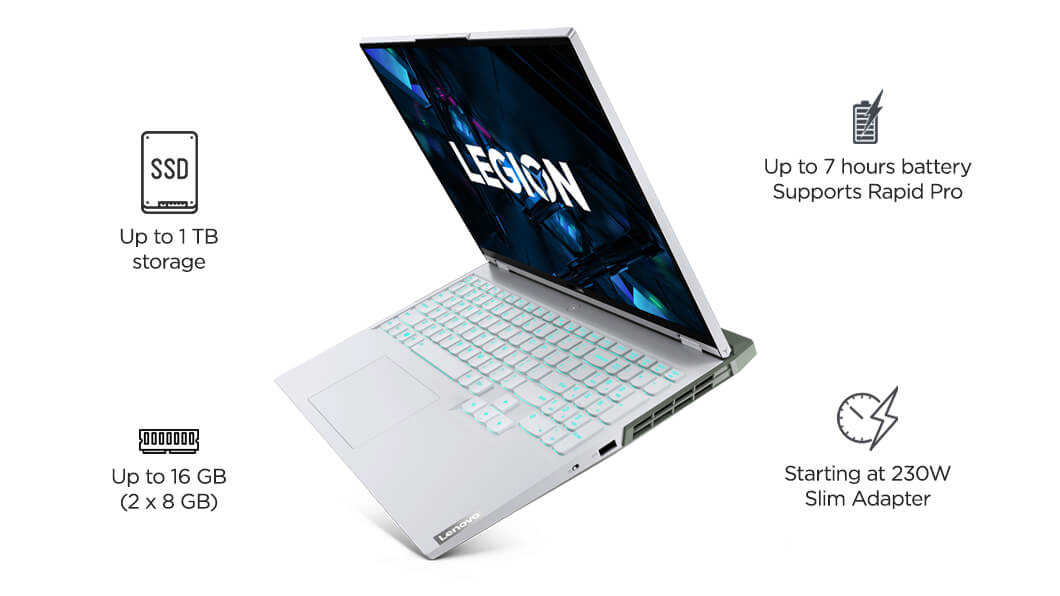 SSD
Up to 1 TB
storage
Up to 16 GB
(2 x 8 GB)
LEGION
Lenovo
Up to 7 hours battery
Supports Rapid Pro
Starting at 230W
Slim Adapter